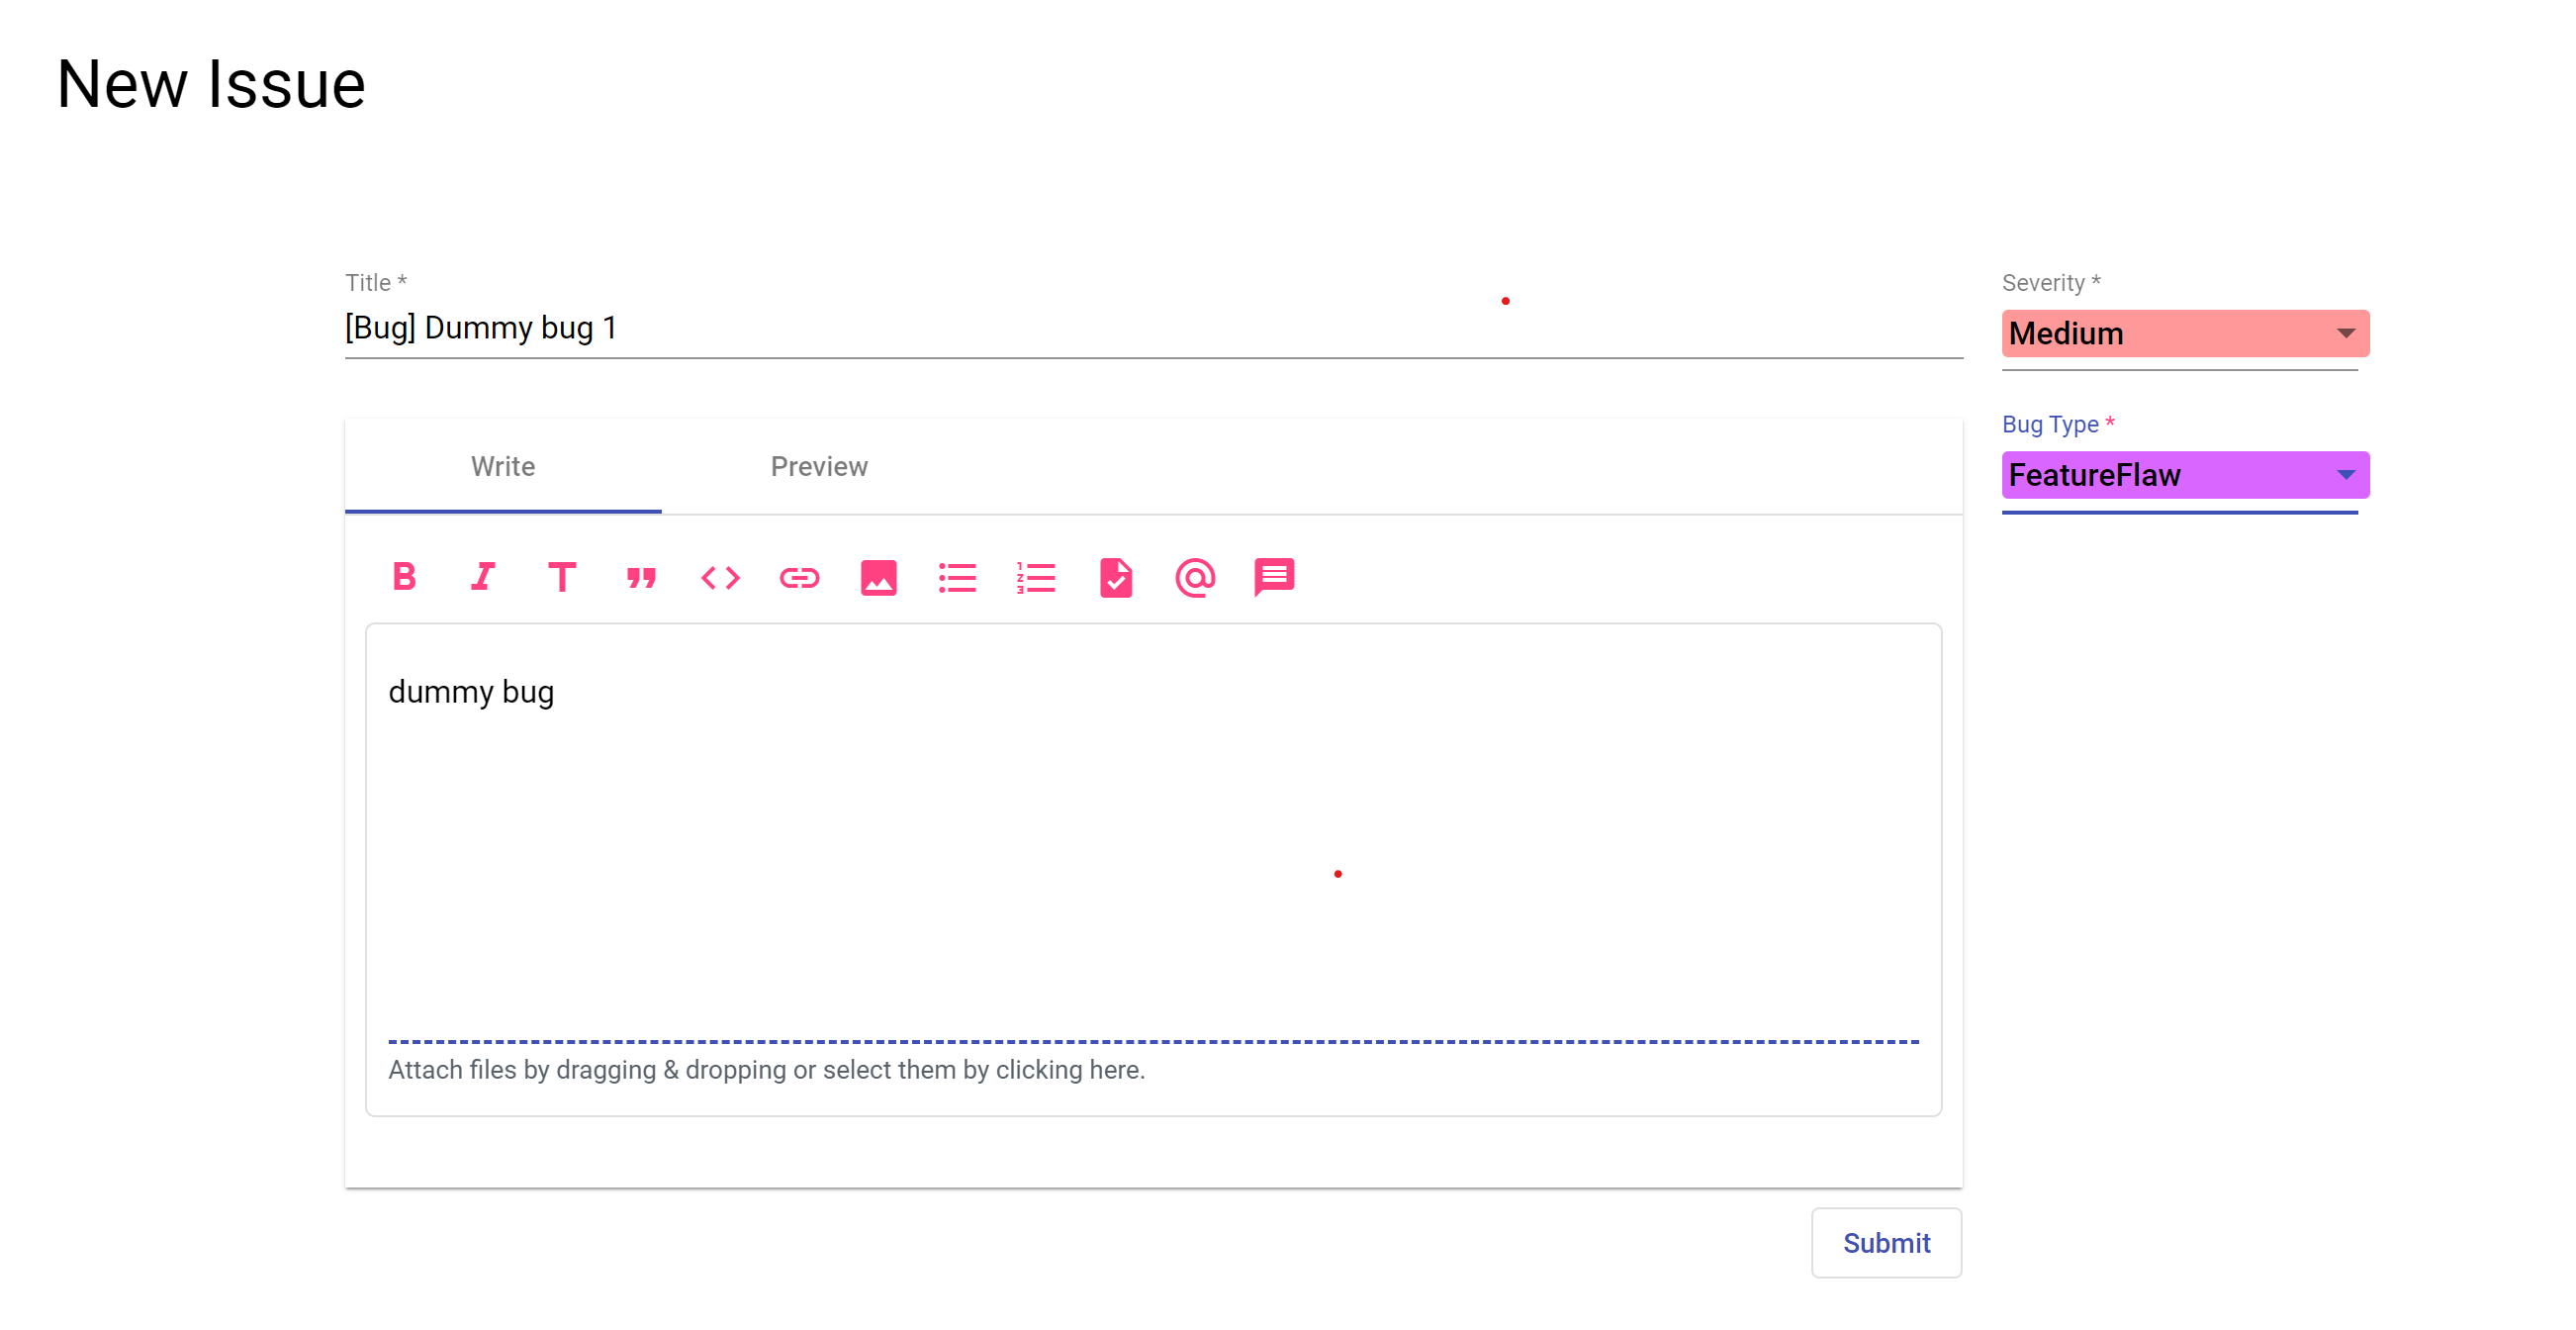 New Issue
Title *
[Bug] Dummy bug 1
Severity *
Medium
Bug Type *
FeatureFlaw
Write
Preview
dummy bug
Attach files by dragging & dropping or select them by clicking here.
Submit